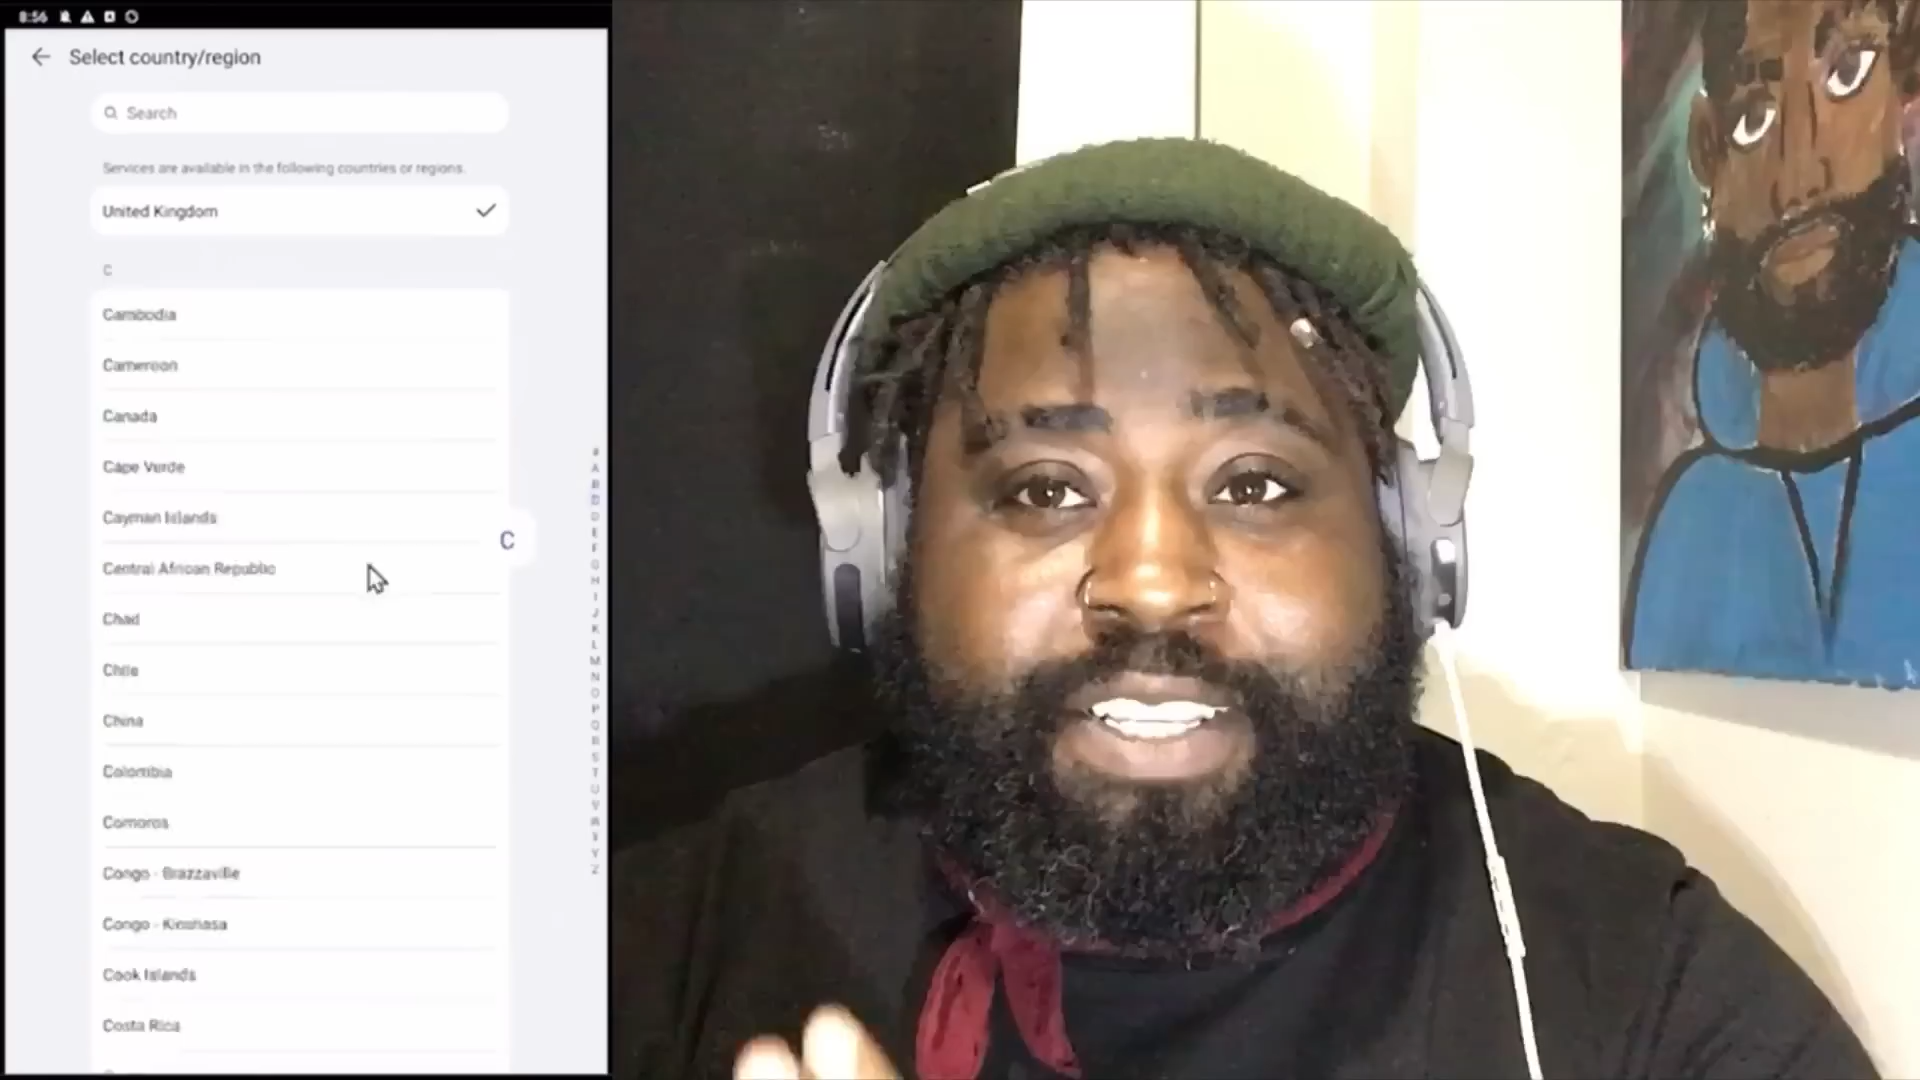 8:56
Select country/region
Search
Services are available in the following countries or regions.
United Kingdom
C
Cambodia
Cameroon
Canada
Cape Verde
Cayman Islands
C
Central African Republic
Chad
Chile
China
Colombia
Comoros
Congo - Brazzaville
Congo - Kinshasa
Cook Islands
Costa Rica
#
A
B
D
E
F
G
H
I
J
K
L
M
N
O
P
Q
R
S
T
U
V
W
Y
Z